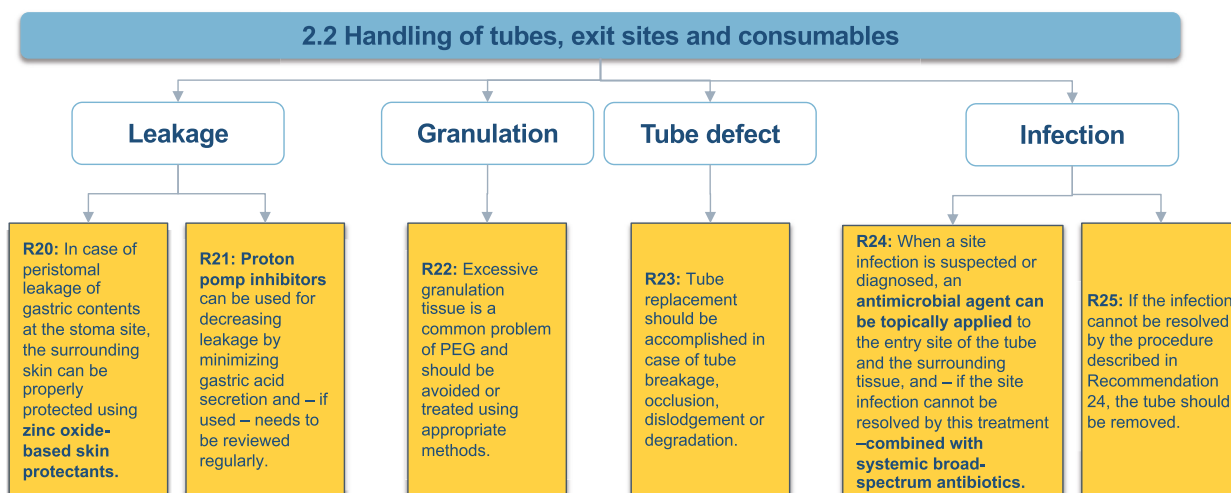 2.2 Handling of tubes, exit sites and consumables
Leakage
Granulation
Tube defect
Infection
R20: In case of
peristomal
leakage of
gastric contents
at the stoma site,
the surrounding
skin can be
properly
protected using
zinc oxide-
based skin
protectants.
R21: Proton
pomp inhibitors
can be used for
decreasing
leakage by
minimizing
gastric acid
secretion and – if
used – needs to
be reviewed
regularly.
R22: Excessive
granulation
tissue is a
common problem
of PEG and
should be
avoided or
treated using
appropriate
methods.
R23: Tube
replacement
should be
accomplished in
case of tube
breakage,
occlusion,
dislodgement or
degradation.
R24: When a site
infection is suspected or
diagnosed, an
antimicrobial agent can
be topically applied to
the entry site of the tube
and the surrounding
tissue, and – if the site
infection cannot be
resolved by this treatment
–combined with
systemic broad-
spectrum antibiotics.
R25: If the infection
cannot be resolved
by the procedure
described in
Recommendation
24, the tube should
be removed.